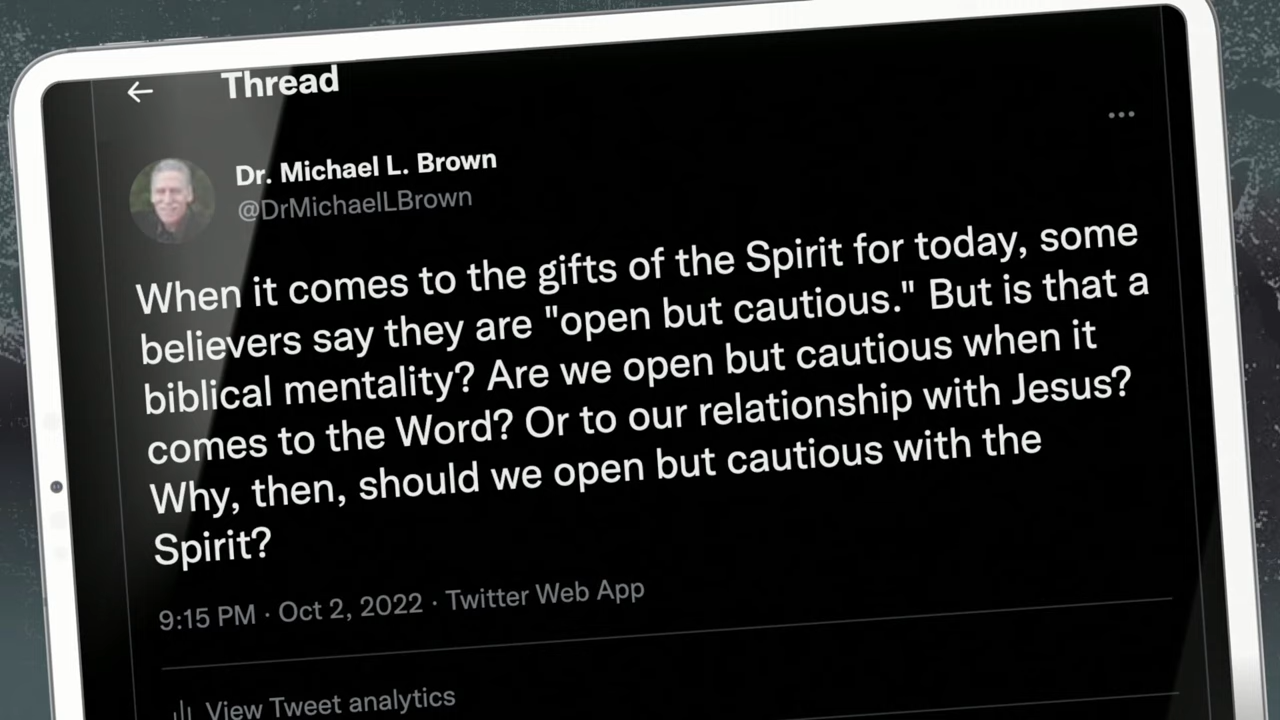 Thread
Dr. Michael L. Brown
@DrMichaelLBrown
When it comes to the gifts of the Spirit for today, some
believers say they are "open but cautious." But is that a
biblical mentality? Are we open but cautious when it
comes to the Word? Or to our relationship with Jesus?
Why, then, should we open but cautious with the
Spirit?
9:15 PM · Oct 2, 2022 · Twitter Web App
View Tweet analytics